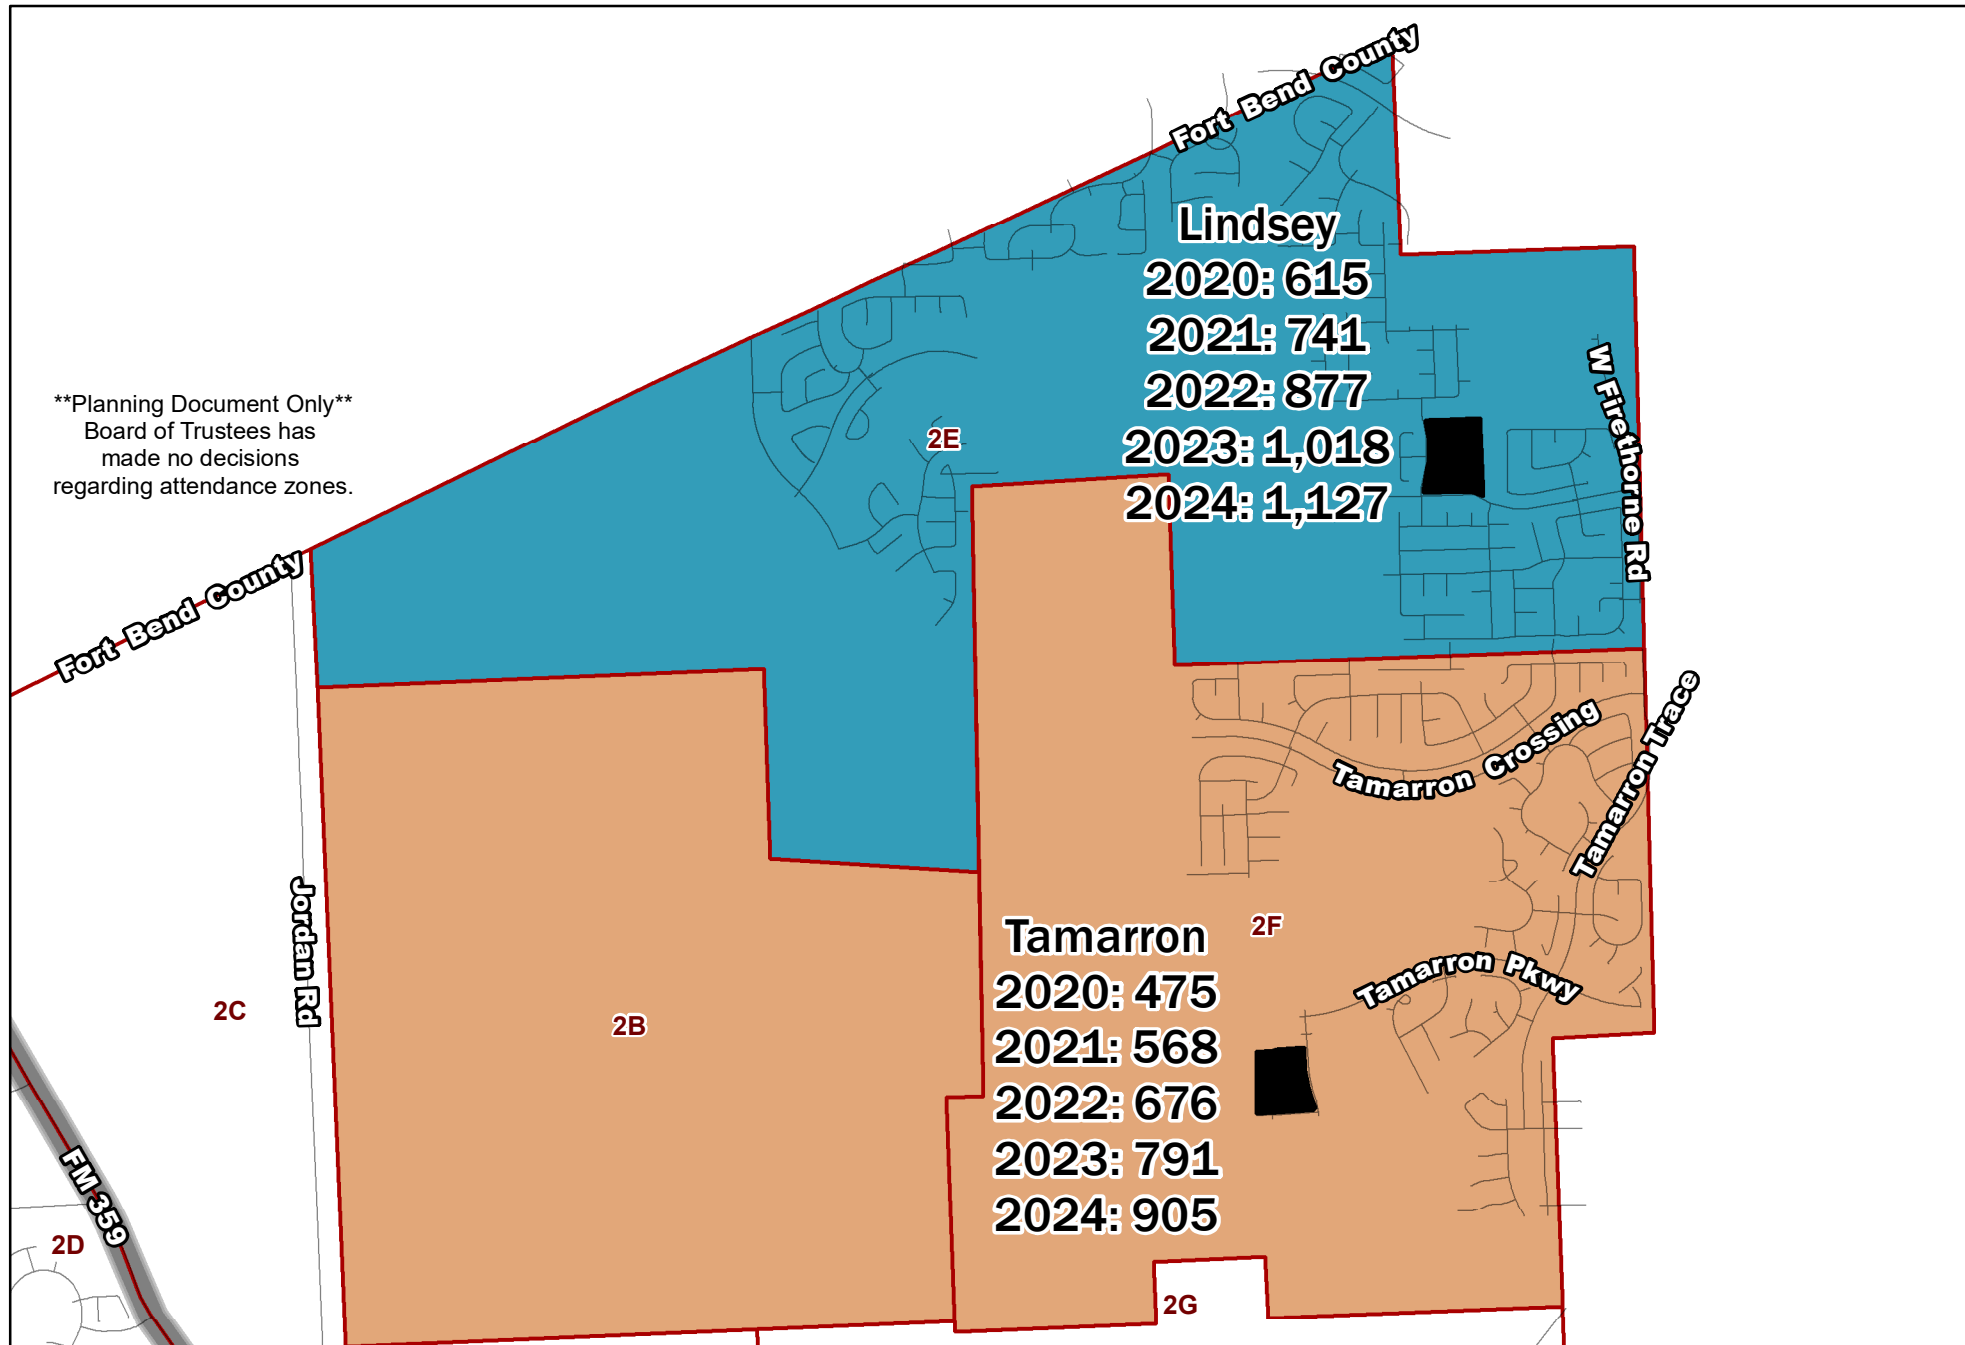 Fort Bend County
Lindsey
2020: 615
2021: 741
2022: 877
2023: 1,018
2024: 1,127
W Firethorne Rd
**Planning Document Only**
Board of Trustees has
made no decisions
regarding attendance zones.
2E
Fort Bend County
Tamarron Crossing
Tamarron Trace
Jordan Rd
2C
2B
2F
Tamarron
2020: 475
2021: 568
2022: 676
2023: 791
2024: 905
Tamarron Pkwy
FM 359
2D
2G